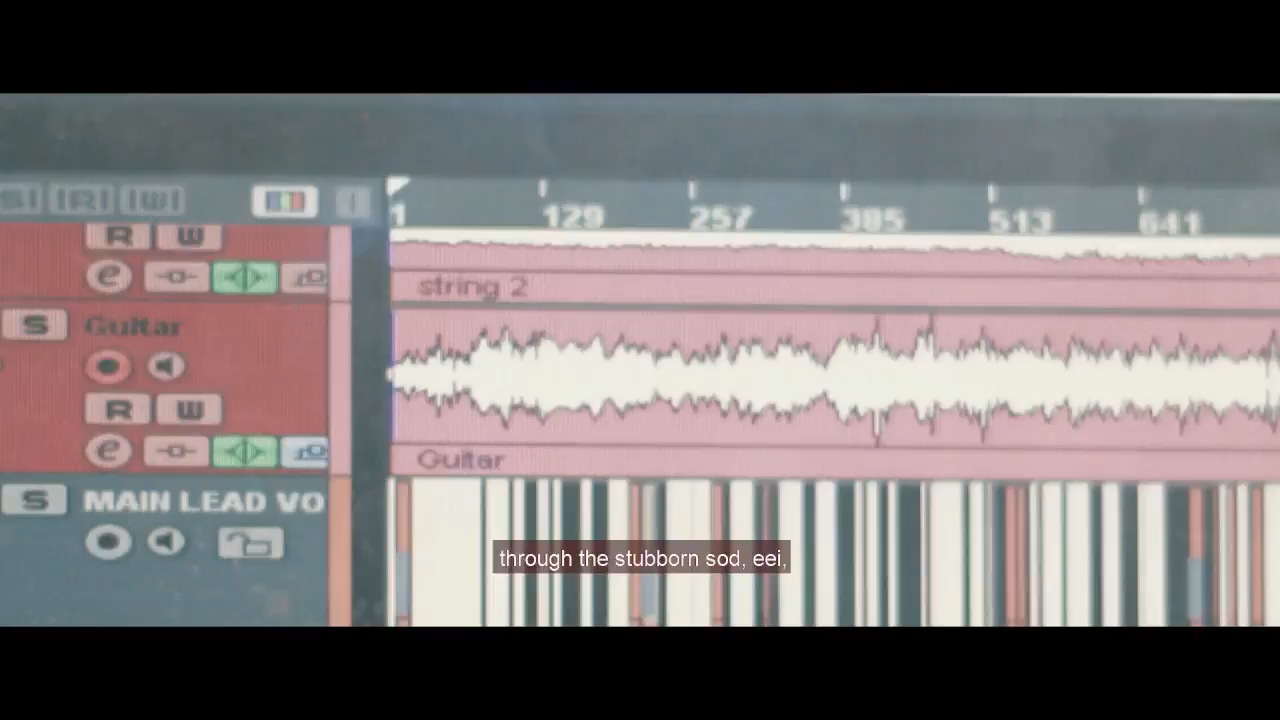 S R W
1 129 257 385 513 641
R W
e
string 2
S Guitar
R W
e
Guitar
S MAIN LEAD VO
through the stubborn sod, eei,